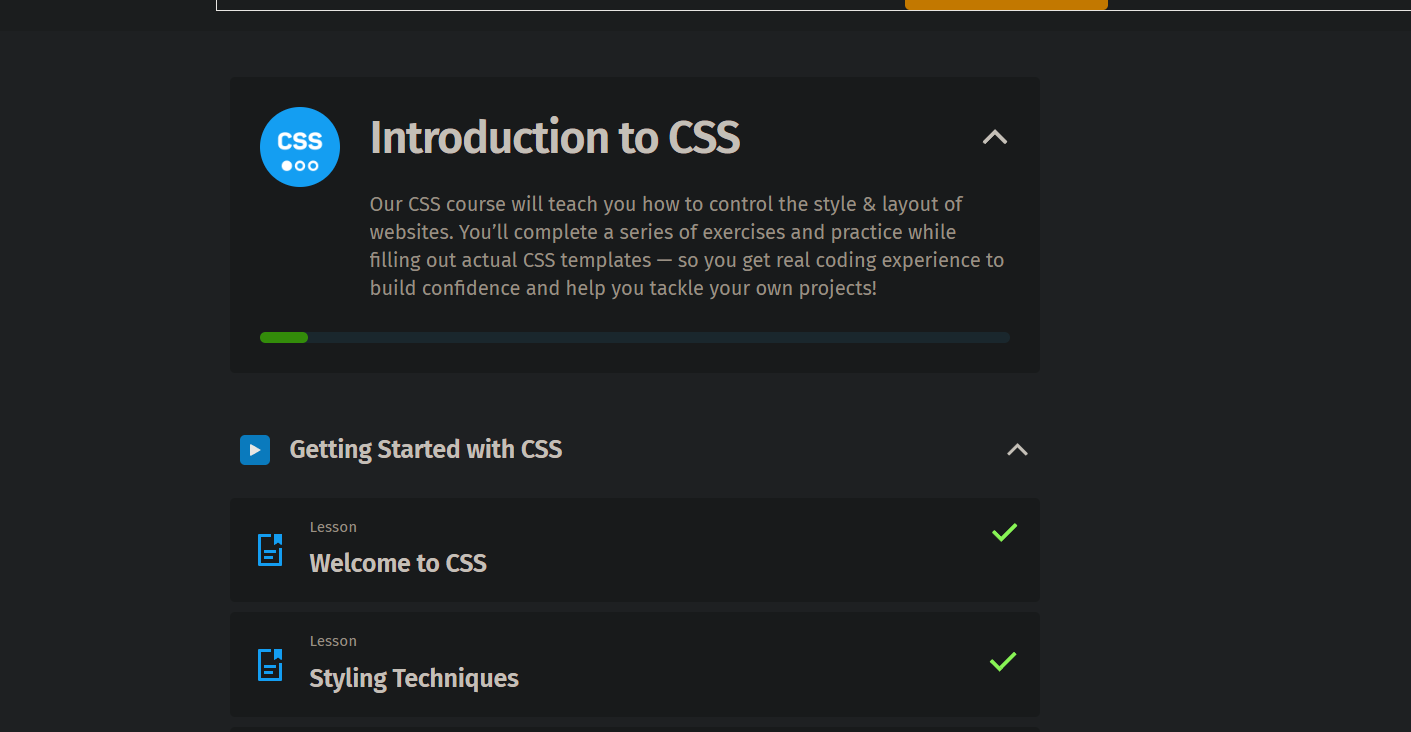 CSS
Introduction to CSS
Our CSS course will teach you how to control the style & layout of
websites. You’ll complete a series of exercises and practice while
filling out actual CSS templates — so you get real coding experience to
build confidence and help you tackle your own projects!
Getting Started with CSS
Lesson
Welcome to CSS
Lesson
Styling Techniques